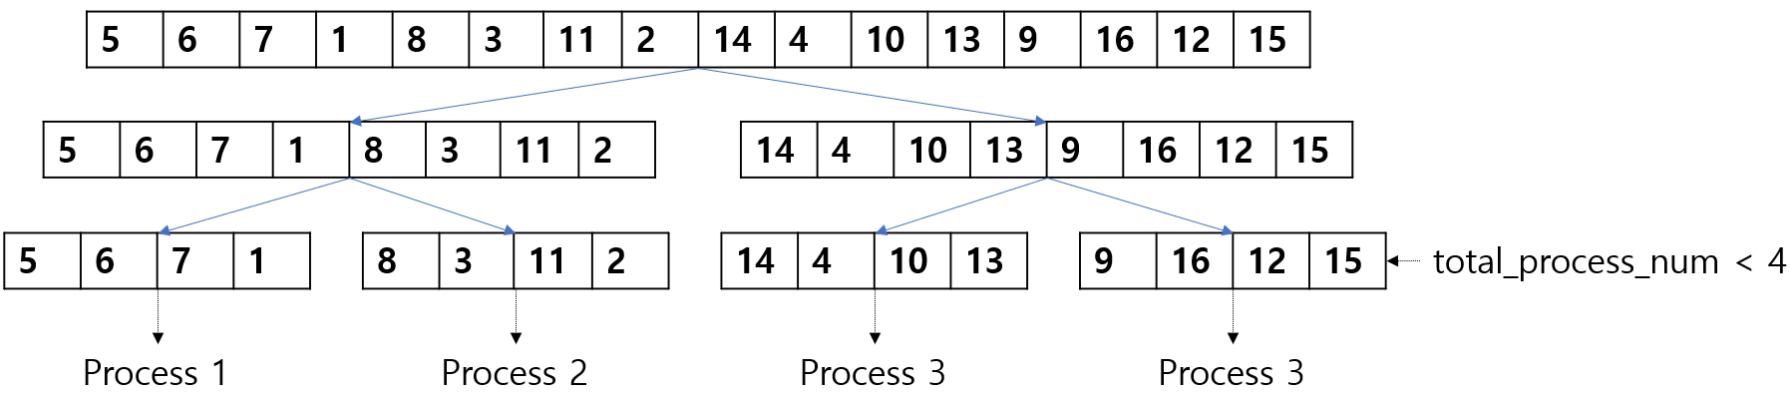 5 6 7 1 8 3 11 2 14 4 10 13 9 16 12 15
5 6 7 1 8 3 11 2
14 4 10 13 9 16 12 15
5 6 7 1
8 3 11 2
14 4 10 13
9 16 12 15
total_process_num < 4
Process 1
Process 2
Process 3
Process 3